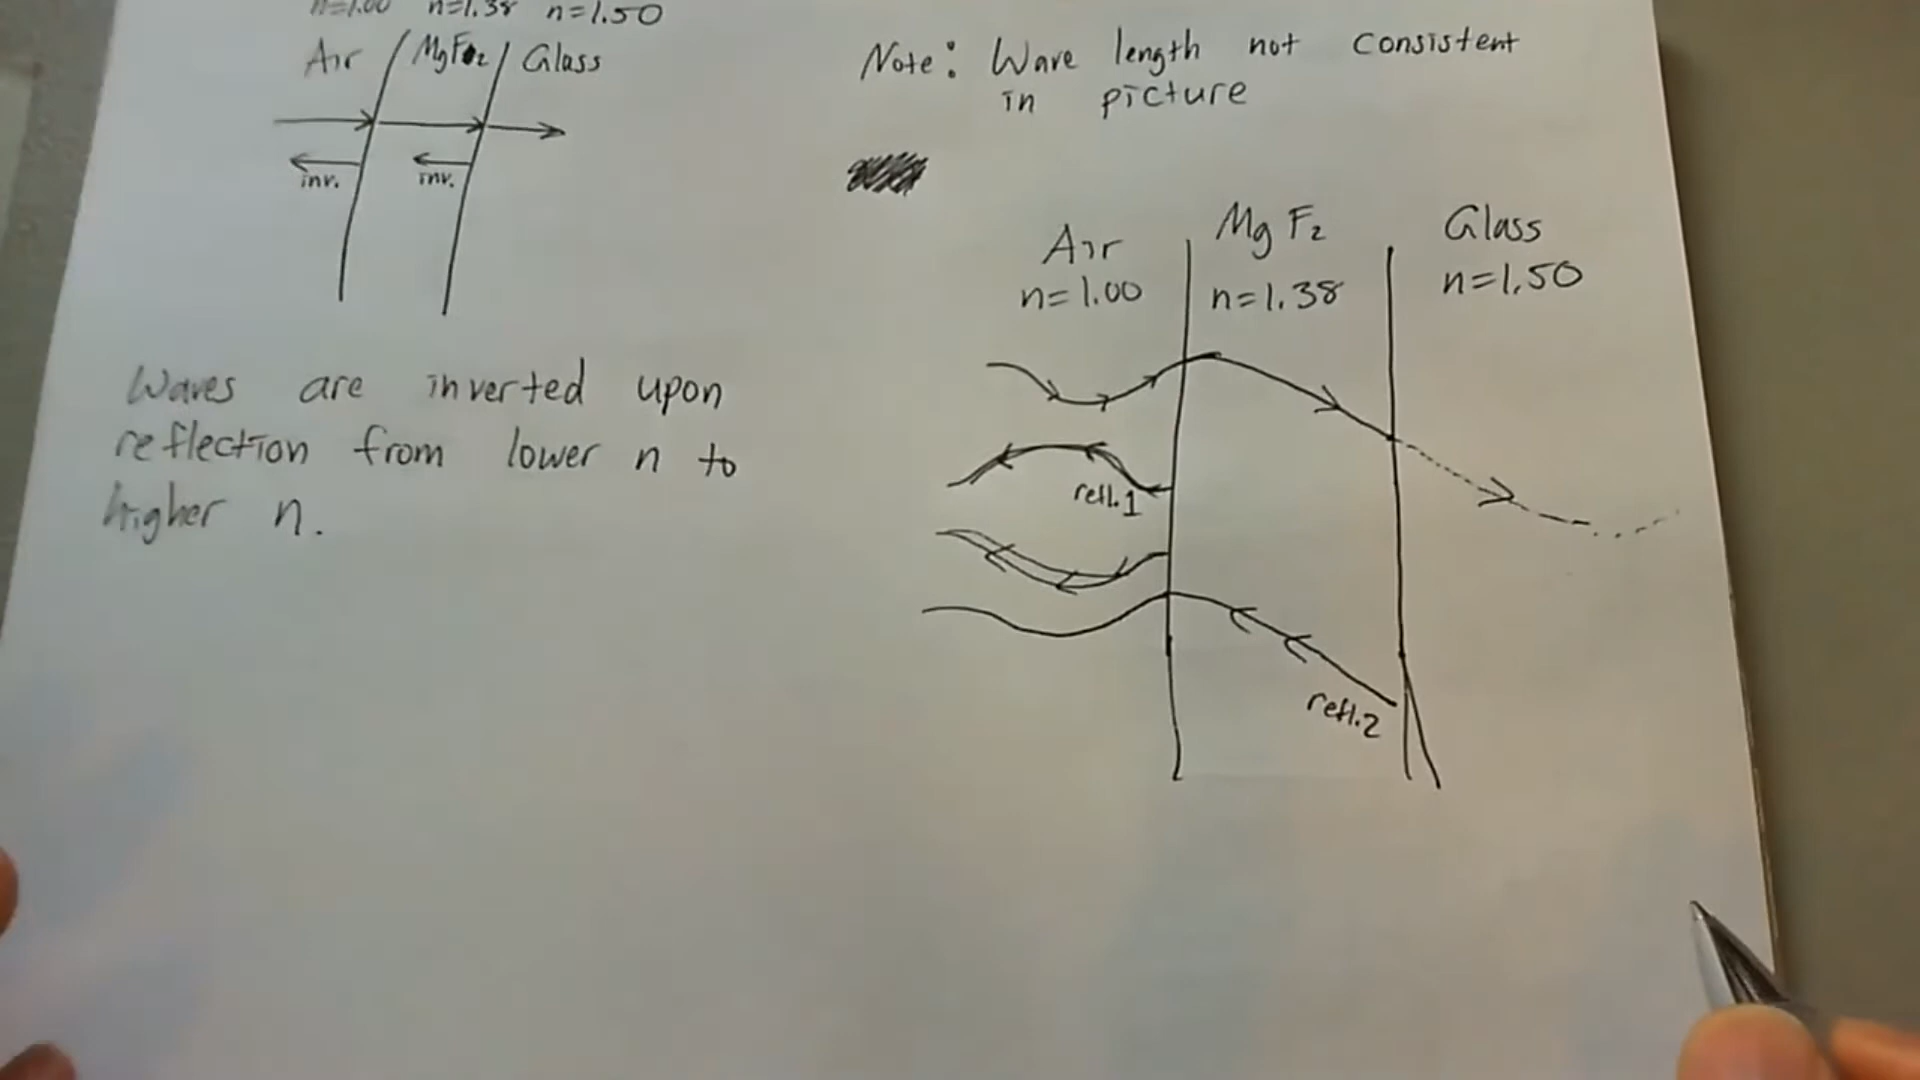 n=1.00 n=1.38 n=1.50
Air MgF2 Glass
inv. inv.
Waves are inverted upon
reflection from lower n to
higher n.
Note: Wave length not consistent
in picture
Air MgF2 Glass
n=1.00 n=1.38 n=1.50
refl.1
refl.2